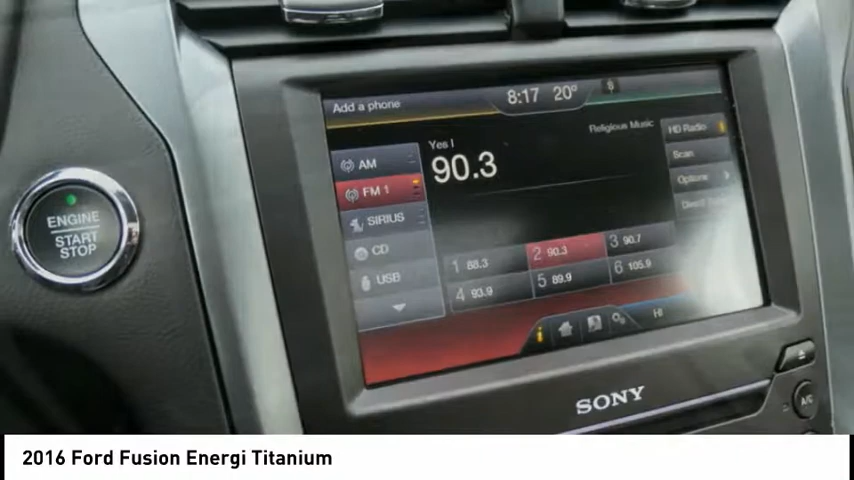 Add a phone
8:17 20°
Religious Music
HD Radio
Yes I
90.3
AM
FM 1
SIRIUS
CD
USB
Scan
Options
1 88.3
2 90.3
3 90.7
4 93.9
5 89.9
6 105.9
HI
ENGINE
START
STOP
SONY
A/C
2016 Ford Fusion Energi Titanium